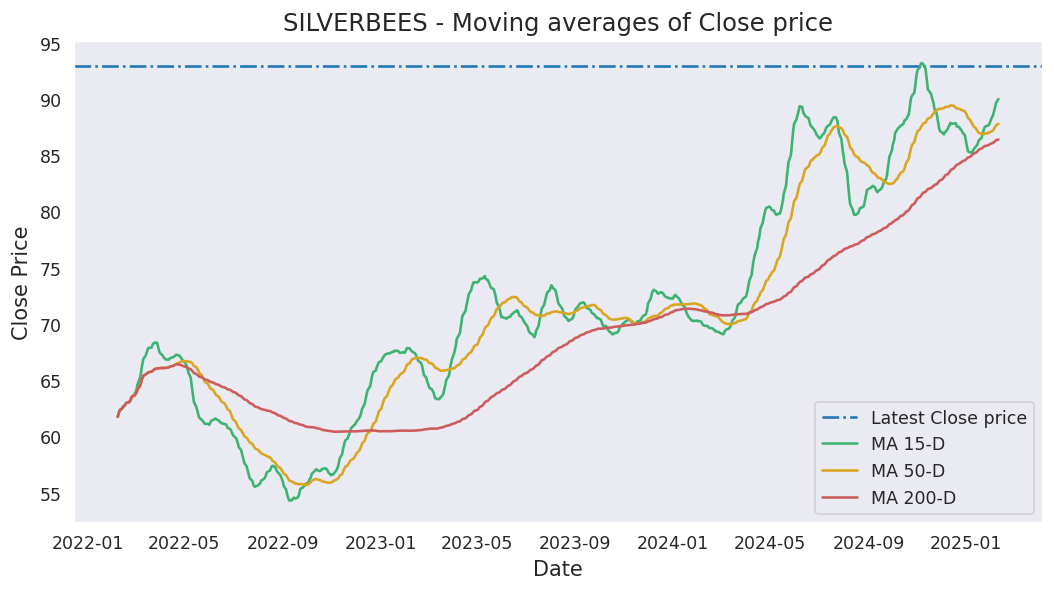 SILVERBEES - Moving averages of Close price
95
90
85
80
75
70
65
60
55
Close Price
Latest Close price
MA 15-D
MA 50-D
MA 200-D
2022-01 2022-05 2022-09 2023-01 2023-05 2023-09 2024-01 2024-05 2024-09 2025-01
Date